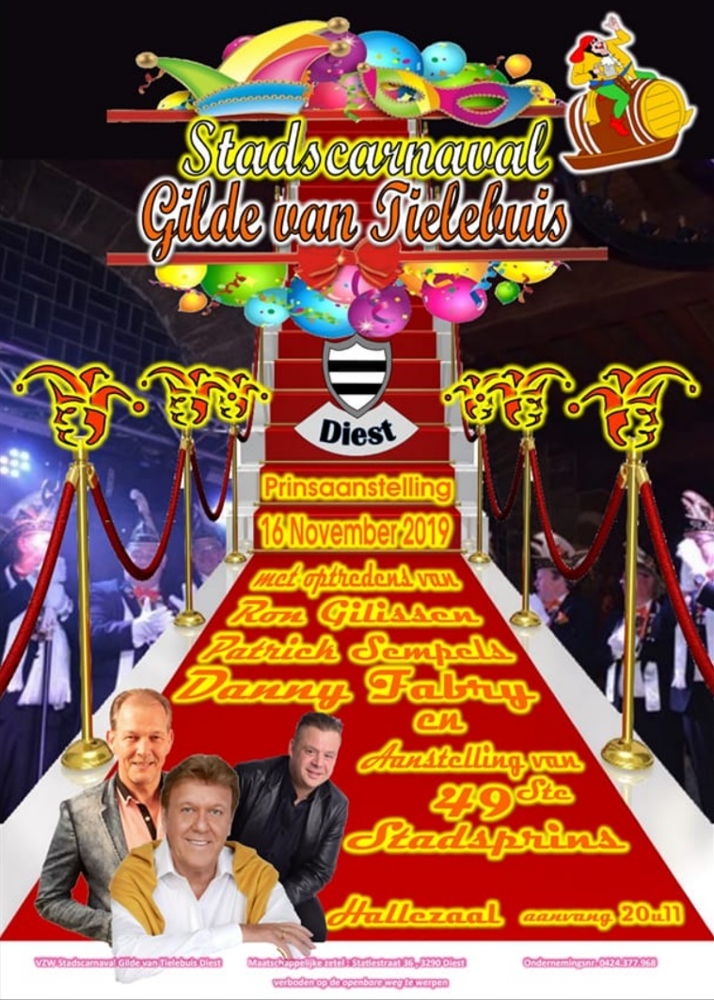 Stadscarnaval
Gilde van Tielebuis
Diest
Prinsaanstelling
16 November 2019
met optredens van
Ron Gilissen
Patrick Sempels
Danny Fabry
en
Aanstelling van
49 Ste
Stadsprins
Hallezaal aanvang 20u11
VZW Stadscarnaval Gilde van Tielebuis Diest Maatschappelijke zetel : Statiestraat 36 , 3290 Diest Ondernemingsnr. 0424.377.968
verboden op de openbare weg te werpen